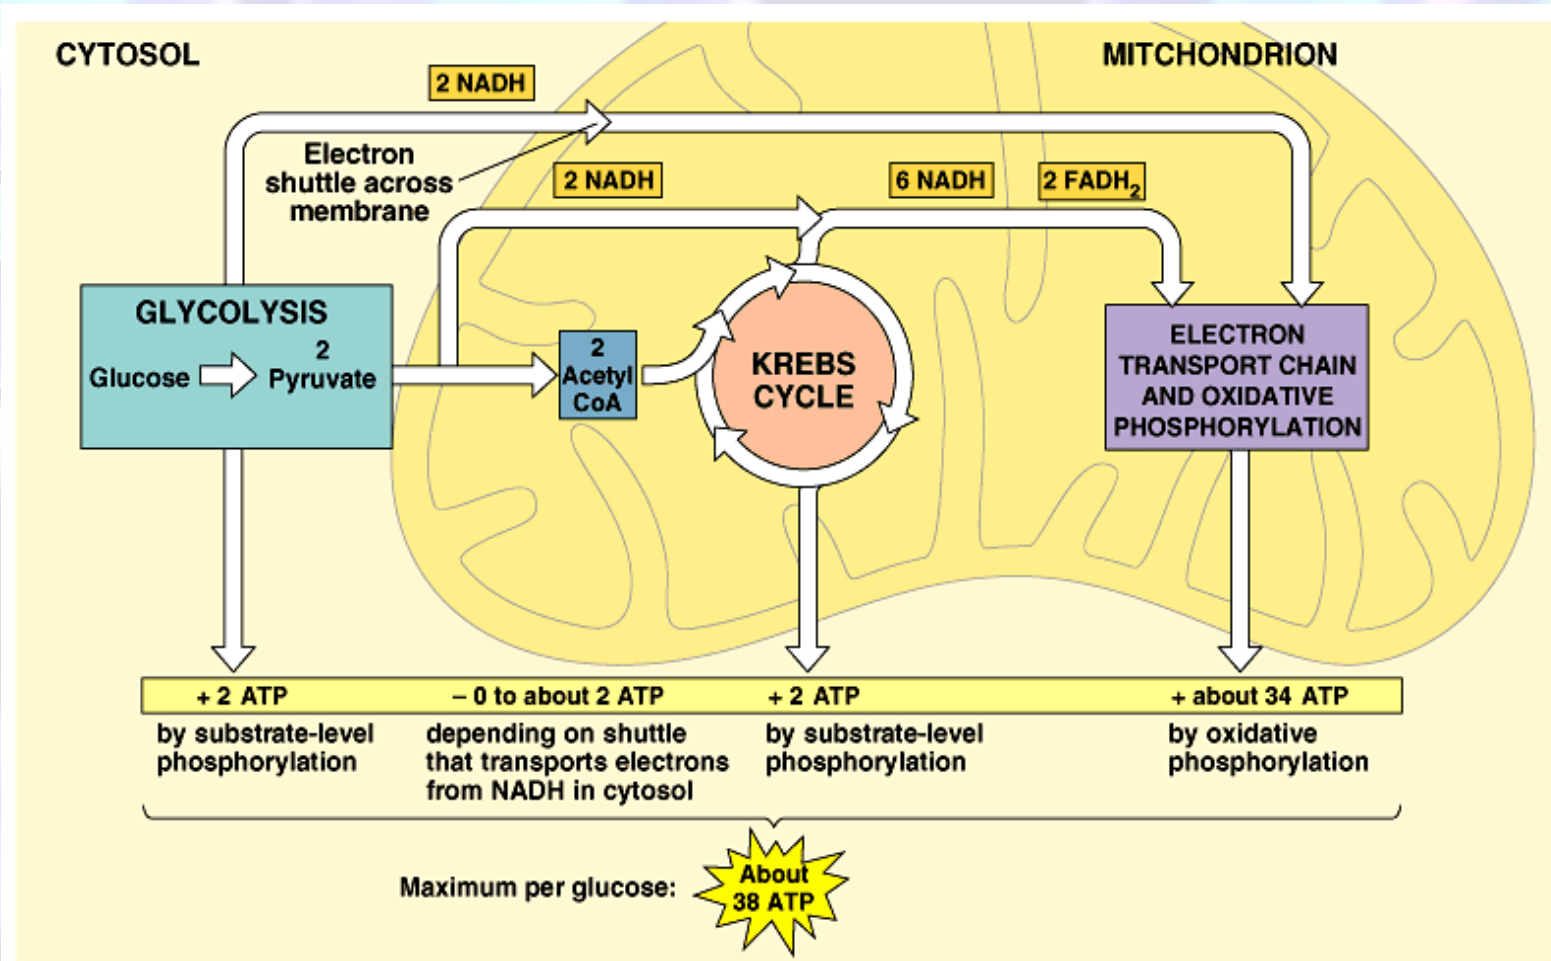 CYTOSOL
MITCHONDRION
2 NADH
Electron
shuttle across
membrane
2 NADH
6 NADH
2 FADH₂
GLYCOLYSIS
2
Glucose
Pyruvate
2
Acetyl
CoA
KREBS
CYCLE
ELECTRON
TRANSPORT CHAIN
AND OXIDATIVE
PHOSPHORYLATION
+ 2 ATP
by substrate-level
phosphorylation
– 0 to about 2 ATP
depending on shuttle
that transports electrons
from NADH in cytosol
+ 2 ATP
by substrate-level
phosphorylation
+ about 34 ATP
by oxidative
phosphorylation
Maximum per glucose:
About
38 ATP